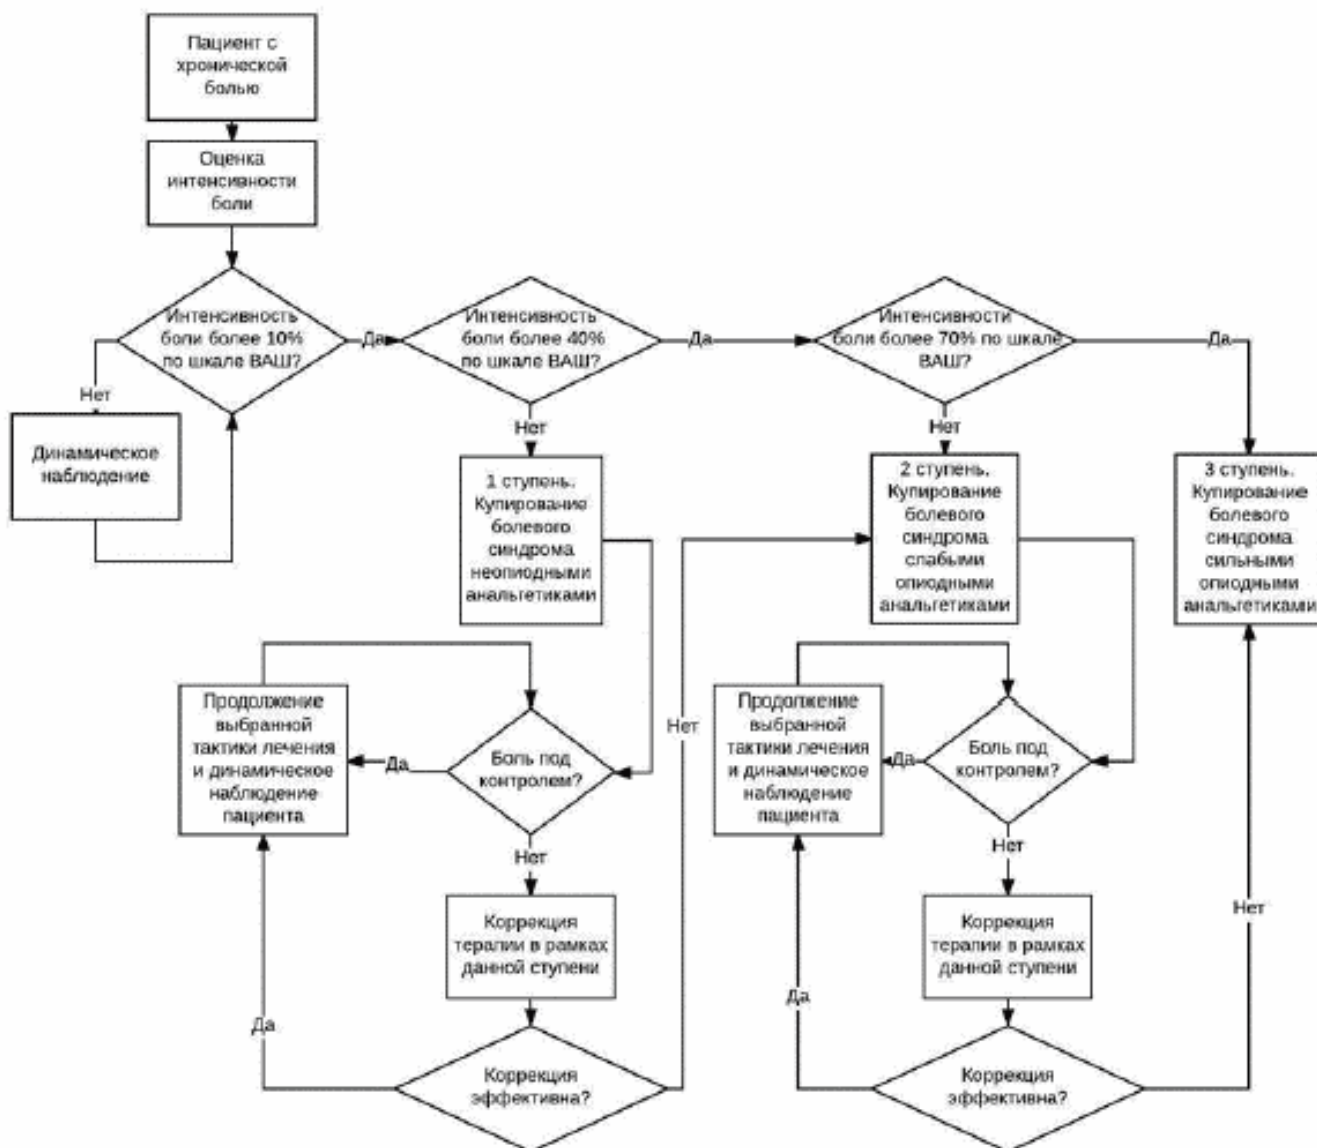 Пациент с
хронической
болью
Оценка
интенсивности
боли
Интенсивность
боли более 10%
по шкале ВАШ?
Да
Интенсивность
боли более 40%
по шкале ВАШ?
Да
Интенсивности
боли более 70% по шкале
ВАШ?
Да
Нет
Динамическое
наблюдение
Нет
1 ступень.
Купирование
болевого
синдрома
неопиодными
анальгетиками
Нет
2 ступень.
Купирование
болевого
синдрома
слабыми
опиодными
анальгетиками
3 ступень.
Купирование
болевого
синдрома
сильными
опиодными
анальгетиками
Продолжение
выбранной
тактики лечения
и динамическое
наблюдение
пациента
Да
Боль под
контролем?
Нет
Продолжение
выбранной
тактики лечения
и динамическое
наблюдение
пациента
Да
Боль под
контролем?
Нет
Коррекция
терапии в рамках
данной ступени
Нет
Коррекция
терапии в рамках
данной ступени
Нет
Да
Коррекция
эффективна?
Да
Коррекция
эффективна?